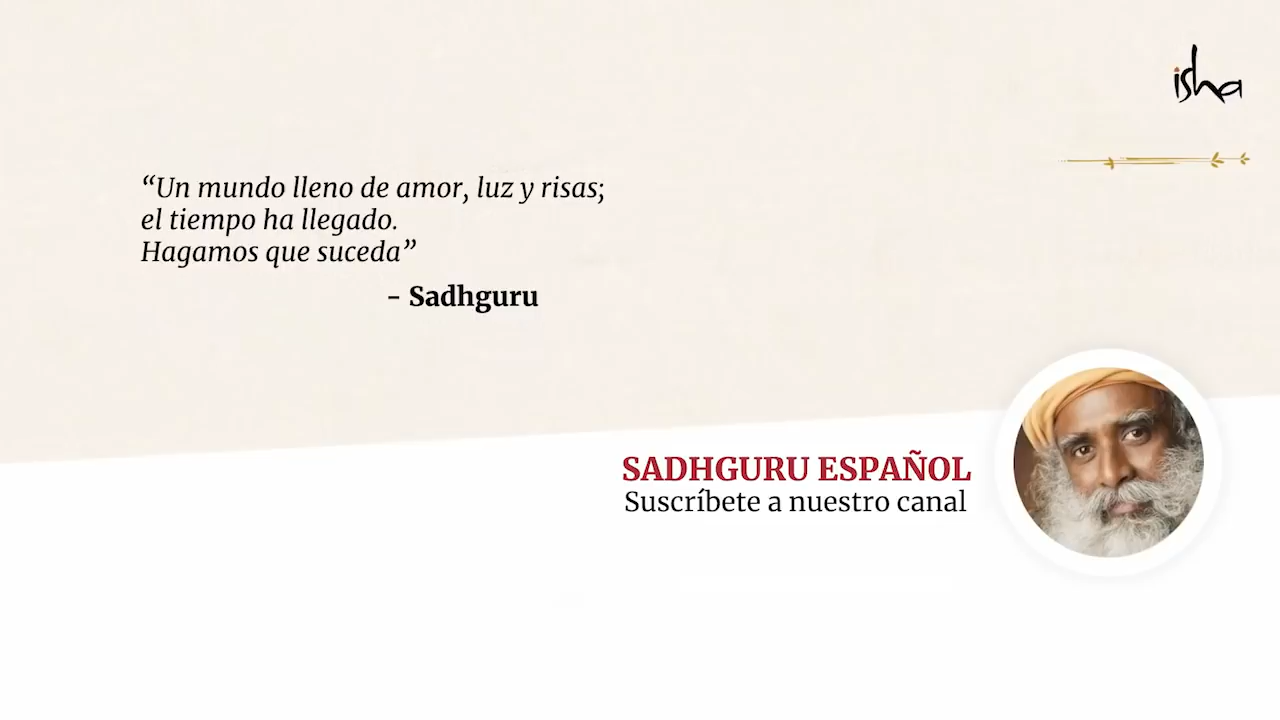 isha
“Un mundo lleno de amor, luz y risas;
el tiempo ha llegado.
Hagamos que suceda”
- Sadhguru
SADHGURU ESPAÑOL
Suscríbete a nuestro canal